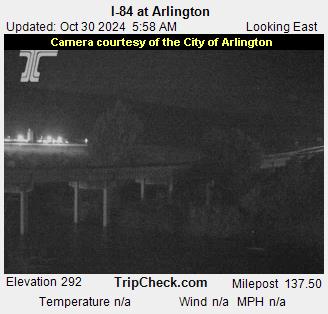 I-84 at Arlington
Updated: Oct 30 2024 5:58 AM Looking East
Camera courtesy of the City of Arlington
Elevation 292 TripCheck.com Milepost 137.50
Temperature n/a Wind n/a MPH n/a